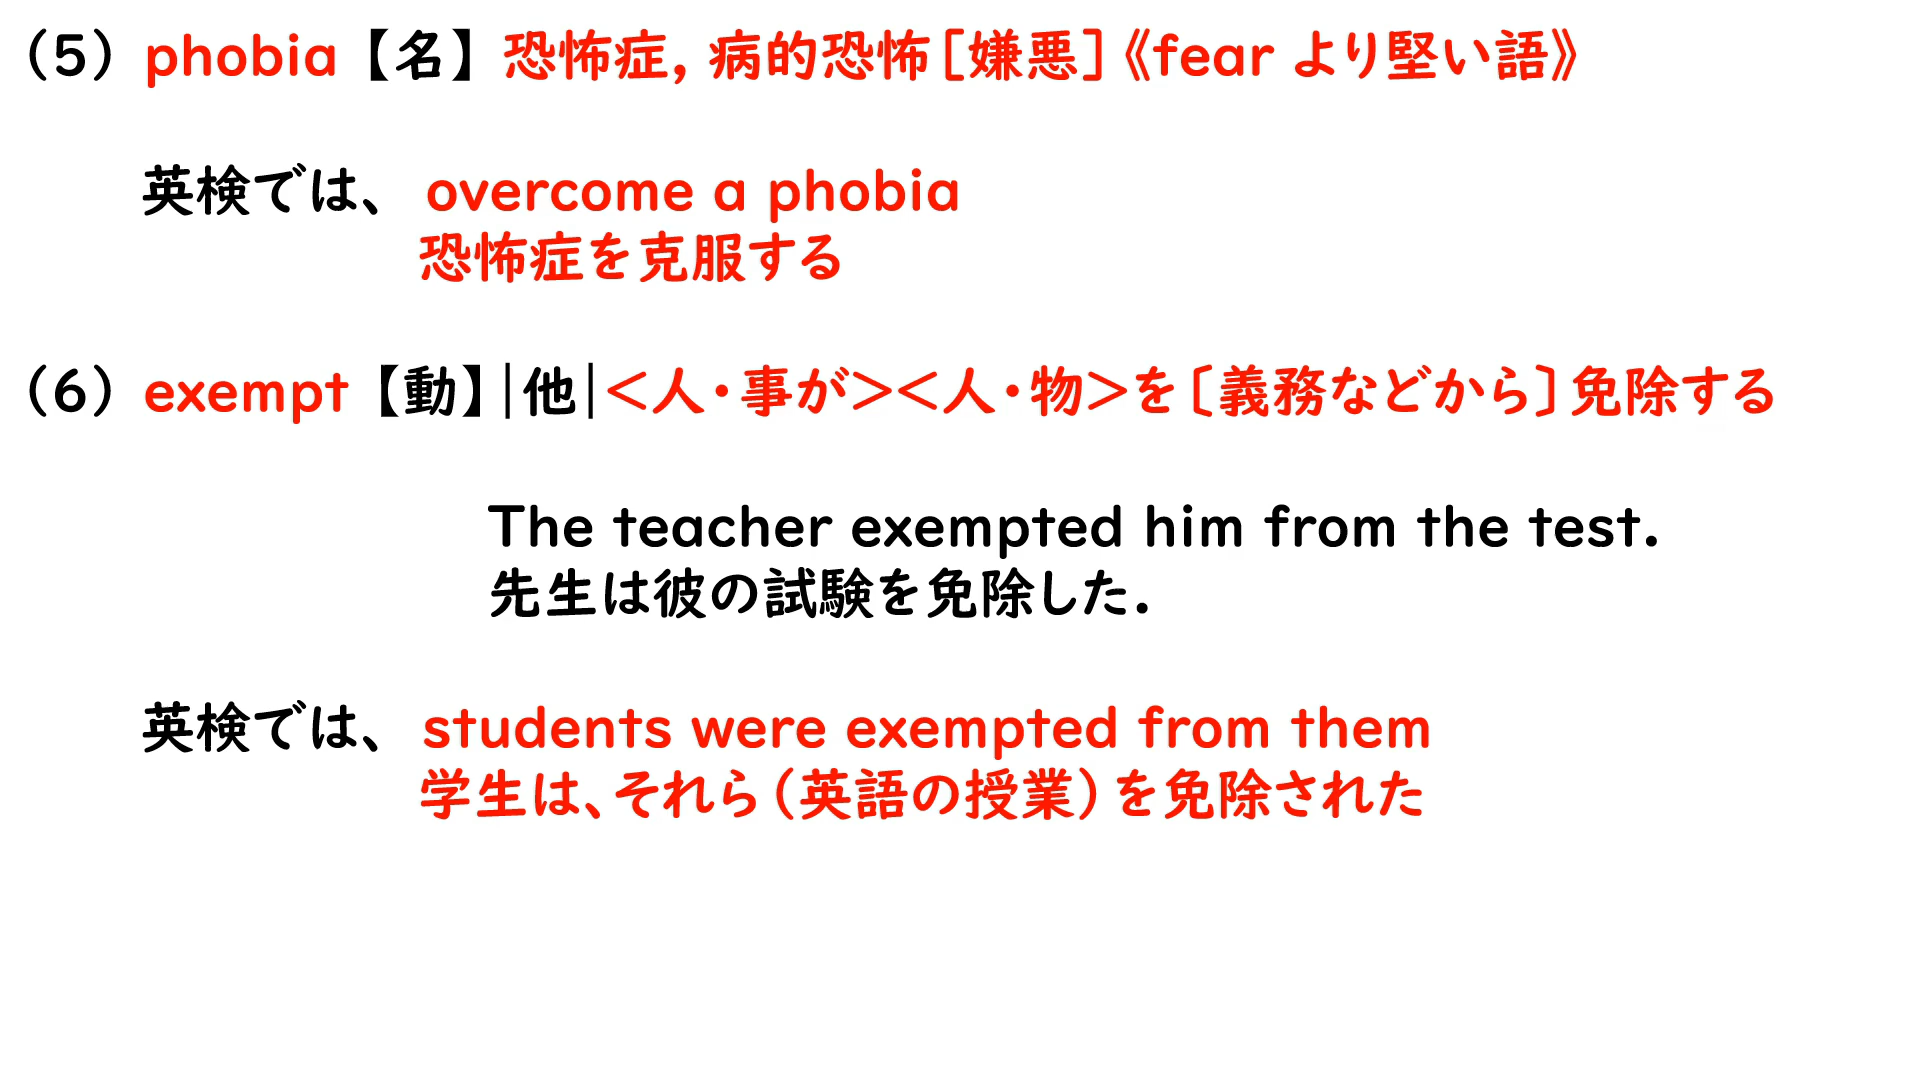 （5）phobia【名】恐怖症，病的恐怖［嫌悪］《fear より堅い語》
英検では、 overcome a phobia
恐怖症を克服する
（6）exempt【動】|他|＜人・事が＞＜人・物＞を〔義務などから〕免除する
The teacher exempted him from the test.
先生は彼の試験を免除した．
英検では、 students were exempted from them
学生は、それら（英語の授業）を免除された